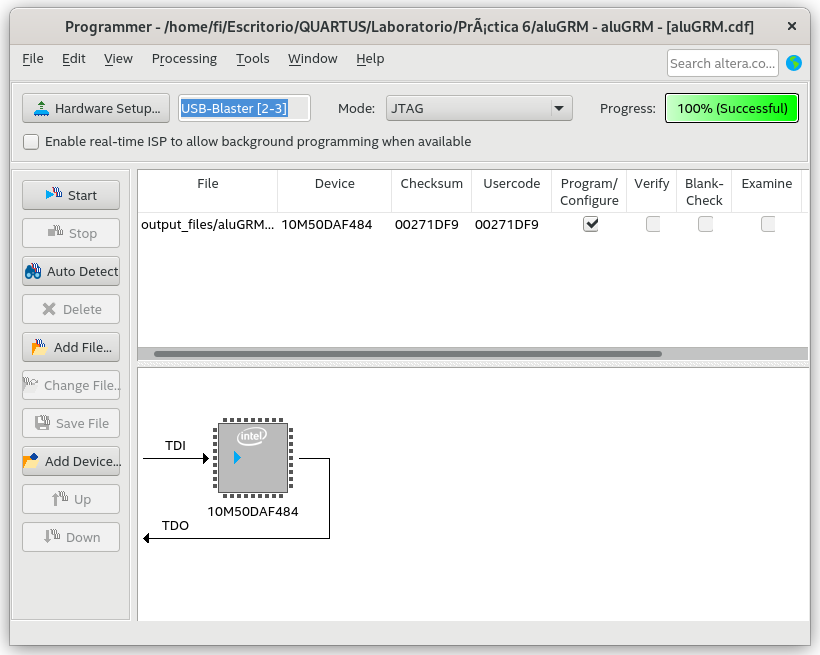 Programmer - /home/fi/Escritorio/QUARTUS/Laboratorio/PrÃ¡ctica 6/aluGRM - aluGRM - [aluGRM.cdf]
File Edit View Processing Tools Window Help
Search altera.co...
Hardware Setup... USB-Blaster [2-3] Mode: JTAG Progress: 100% (Successful)
Enable real-time ISP to allow background programming when available
Start
Stop
Auto Detect
Delete
Add File...
Change File..
Save File
Add Device...
Up
Down
File Device Checksum Usercode Program/ Verify Blank- Examine
Configure Check
output_files/aluGRM... 10M50DAF484 00271DF9 00271DF9
intel
TDI
10M50DAF484
TDO